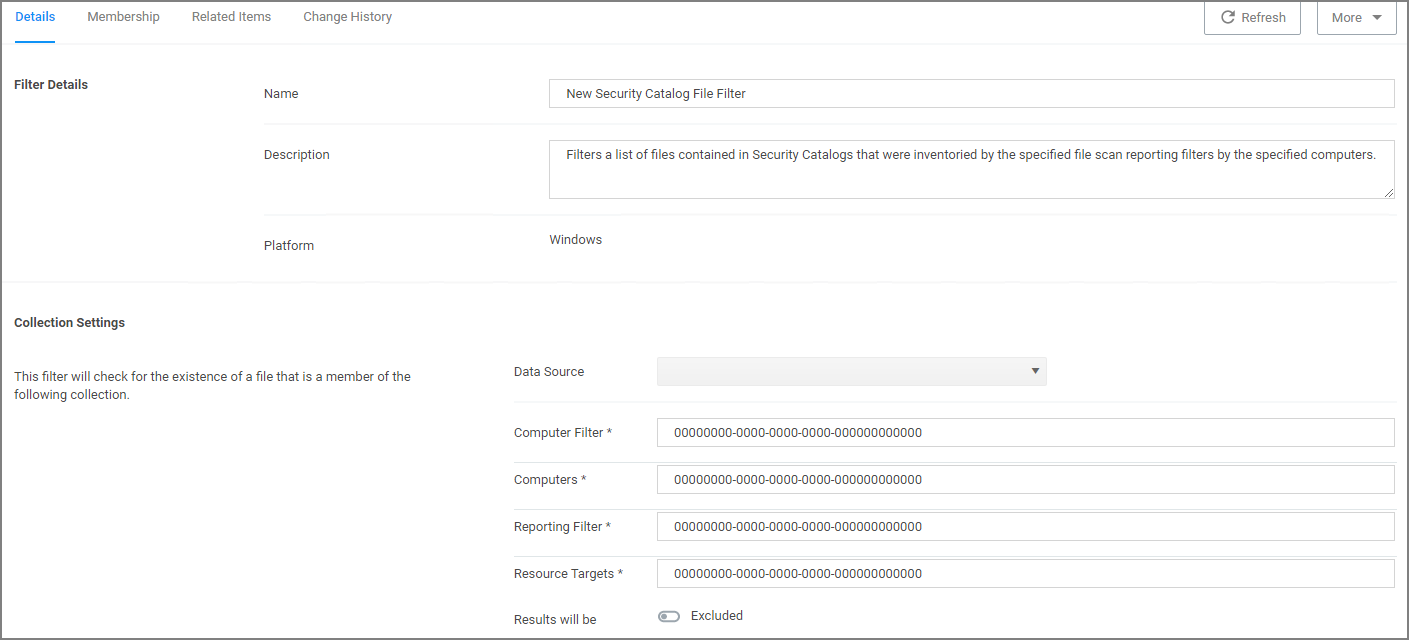 Details Membership Related Items Change History Refresh More
Filter Details
Name New Security Catalog File Filter
Description Filters a list of files contained in Security Catalogs that were inventoried by the specified file scan reporting filters by the specified computers.
Platform Windows
Collection Settings
This filter will check for the existence of a file that is a member of the
following collection.
Data Source
Computer Filter * 00000000-0000-0000-0000-000000000000
Computers * 00000000-0000-0000-0000-000000000000
Reporting Filter * 00000000-0000-0000-0000-000000000000
Resource Targets * 00000000-0000-0000-0000-000000000000
Results will be Excluded